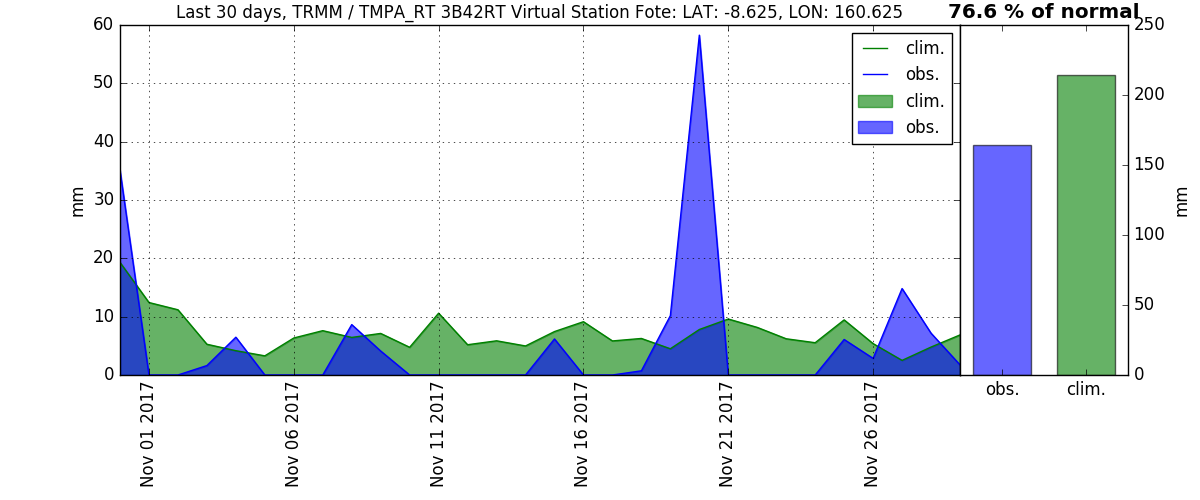 Last 30 days, TRMM / TMPA_RT 3B42RT Virtual Station Fote: LAT: -8.625, LON: 160.625
76.6 % of normal
60
50
40
30
20
10
0
mm
clim.
obs.
clim.
obs.
250
200
150
100
50
0
mm
obs.
clim.
Nov 01 2017
Nov 06 2017
Nov 11 2017
Nov 16 2017
Nov 21 2017
Nov 26 2017